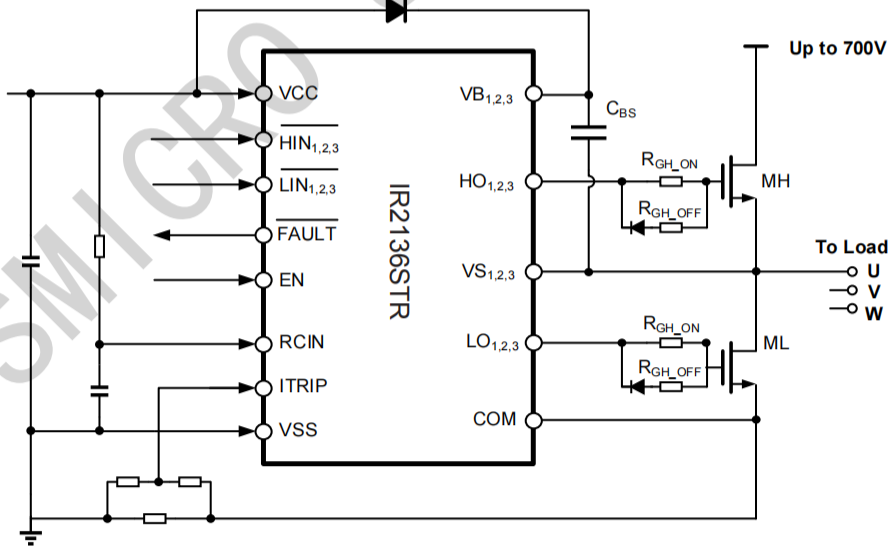 Up to 700V
VCC
VB1,2,3
CBS
HIN1,2,3
RGH_ON
LIN1,2,3
HO1,2,3
MH
RGH_OFF
FAULT
IR2136STR
To Load
U
VS1,2,3
EN
V
W
RGH_ON
RCIN
LO1,2,3
ML
RGH_OFF
ITRIP
COM
VSS
SMICRO